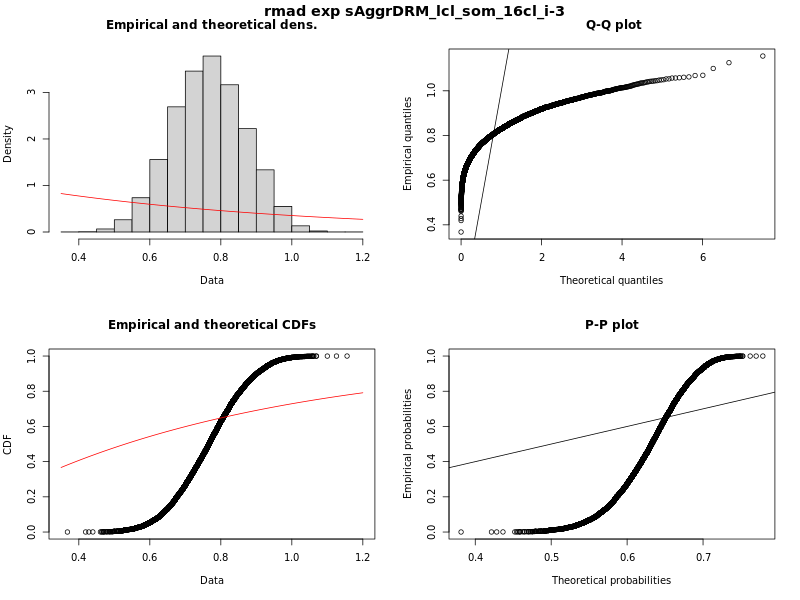 rmad exp sAggrDRM_lcl_som_16cl_i-3
Empirical and theoretical dens.
Density
0 1 2 3
0.4 0.6 0.8 1.0 1.2
Data
Q-Q plot
Empirical quantiles
0.4 0.6 0.8 1.0
0 2 4 6
Theoretical quantiles
Empirical and theoretical CDFs
CDF
0.0 0.2 0.4 0.6 0.8 1.0
0.4 0.6 0.8 1.0 1.2
Data
P-P plot
Empirical probabilities
0.0 0.2 0.4 0.6 0.8 1.0
0.4 0.5 0.6 0.7
Theoretical probabilities